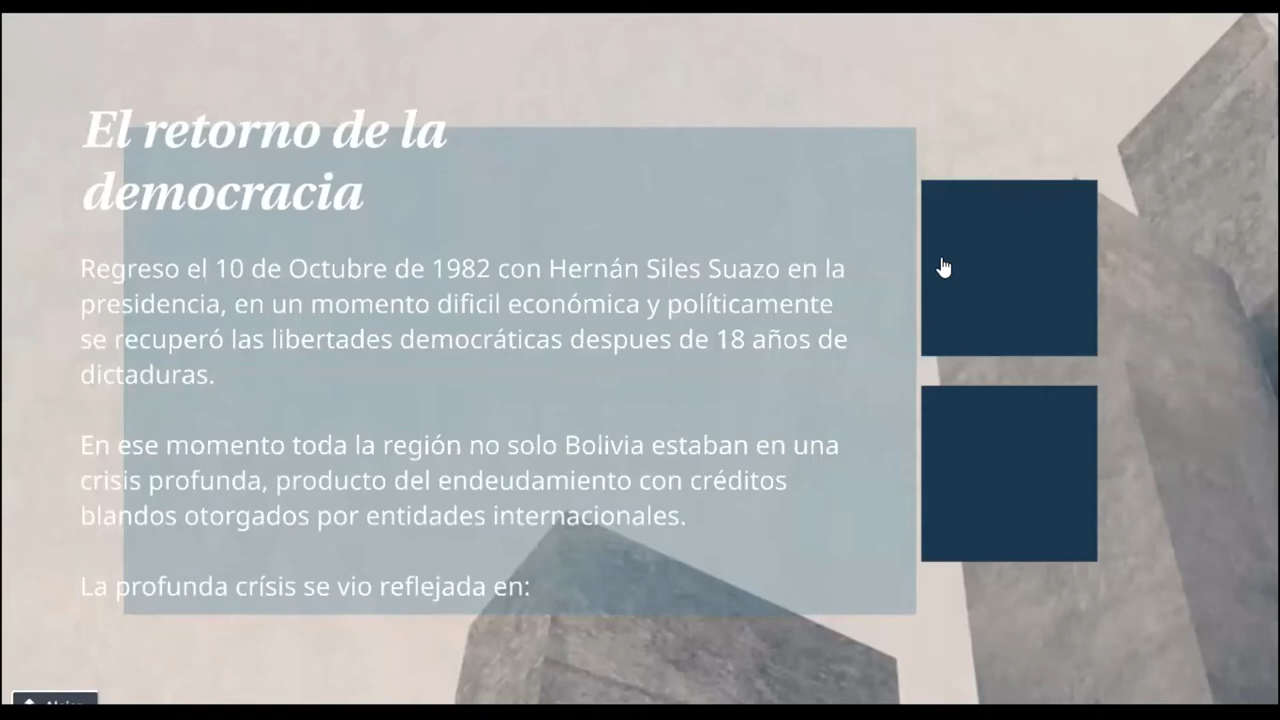 El retorno de la
democracia
Regreso el 10 de Octubre de 1982 con Hernán Siles Suazo en la
presidencia, en un momento dificil económica y políticamente
se recuperó las libertades democráticas despues de 18 años de
dictaduras.
En ese momento toda la región no solo Bolivia estaban en una
crisis profunda, producto del endeudamiento con créditos
blandos otorgados por entidades internacionales.
La profunda crísis se vio reflejada en: